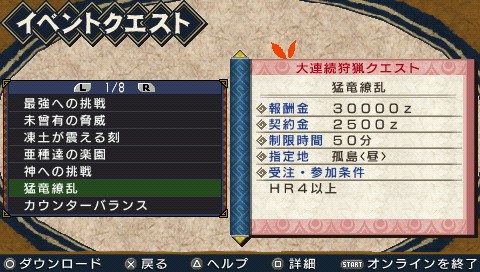 イベントクエスト
L 1/8 R
最強への挑戦
未曾有の脅威
凍土が震える刻
亜種達の楽園
神への挑戦
猛竜繚乱
カウンターバランス
大連続狩猟クエスト
猛竜繚乱
報酬金 30000z
契約金 2500z
制限時間 50分
指定地 孤島<昼>
受注・参加条件
HR4以上
ダウンロード 戻る ヘルプ 詳細 START オンラインを終了